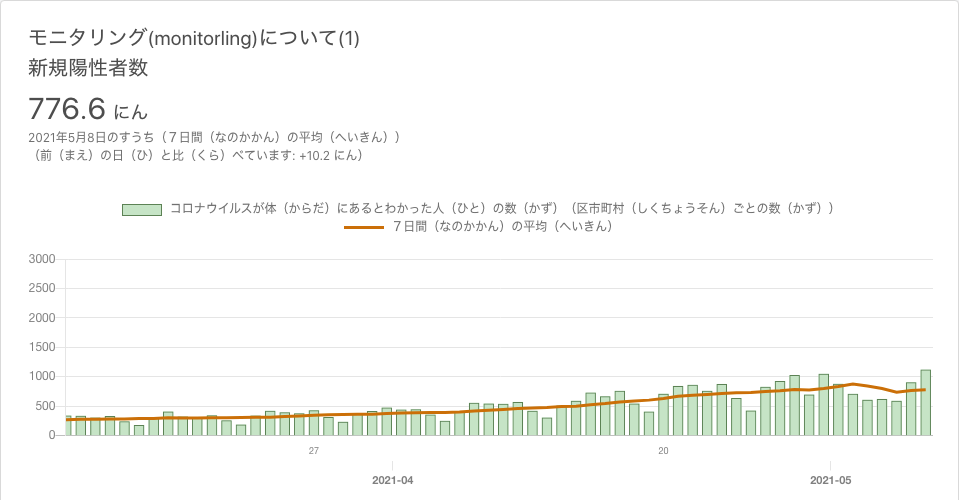 モニタリング(monitorling)について(1)
新規陽性者数
776.6 にん
2021年5月8日のすうち（７日間（なのかかん）の平均（へいきん））
（前（まえ）の日（ひ）と比（くら）べています: +10.2 にん）
コロナウイルスが体（からだ）にあるとわかった人（ひと）の数（かず）（区市町村（しくちょうそん）ごとの数（かず））
７日間（なのかかん）の平均（へいきん）
3000
2500
2000
1500
1000
500
0
27 20
2021-04 2021-05